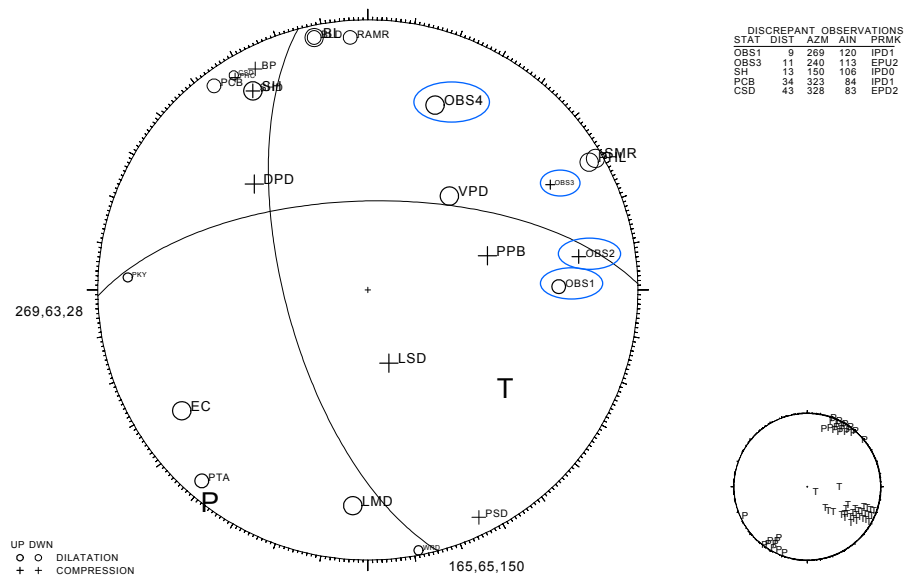 DISCREPANT OBSERVATIONS
STAT DIST AZM AIN PRMK
OBS1 9 269 120 IPD1
OBS3 11 240 113 EPU2
SH 13 150 106 IPD0
PCB 34 323 84 IPD1
CSD 43 328 83 EPD2
RAMR
BP
PCB
SH
OBS4
SMR
OBS3
DPD
VPD
PPB
OBS2
PKY
OBS1
269,63,28
LSD
T
EC
PTA
P
LMD
PSD
165,65,150
UP DWN
DILATATION
COMPRESSION